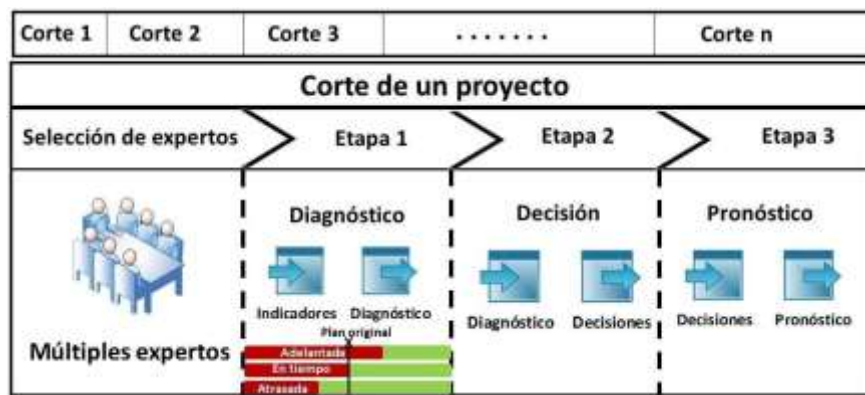 Corte 1 Corte 2 Corte 3 . . . . . . . Corte n
Corte de un proyecto
Selección de expertos Etapa 1 Etapa 2 Etapa 3
Diagnóstico Decisión Pronóstico
Indicadores Diagnóstico Diagnóstico Decisiones Decisiones Pronóstico
Plan original
Múltiples expertos
Adelantada
En tiempo
Atrasada